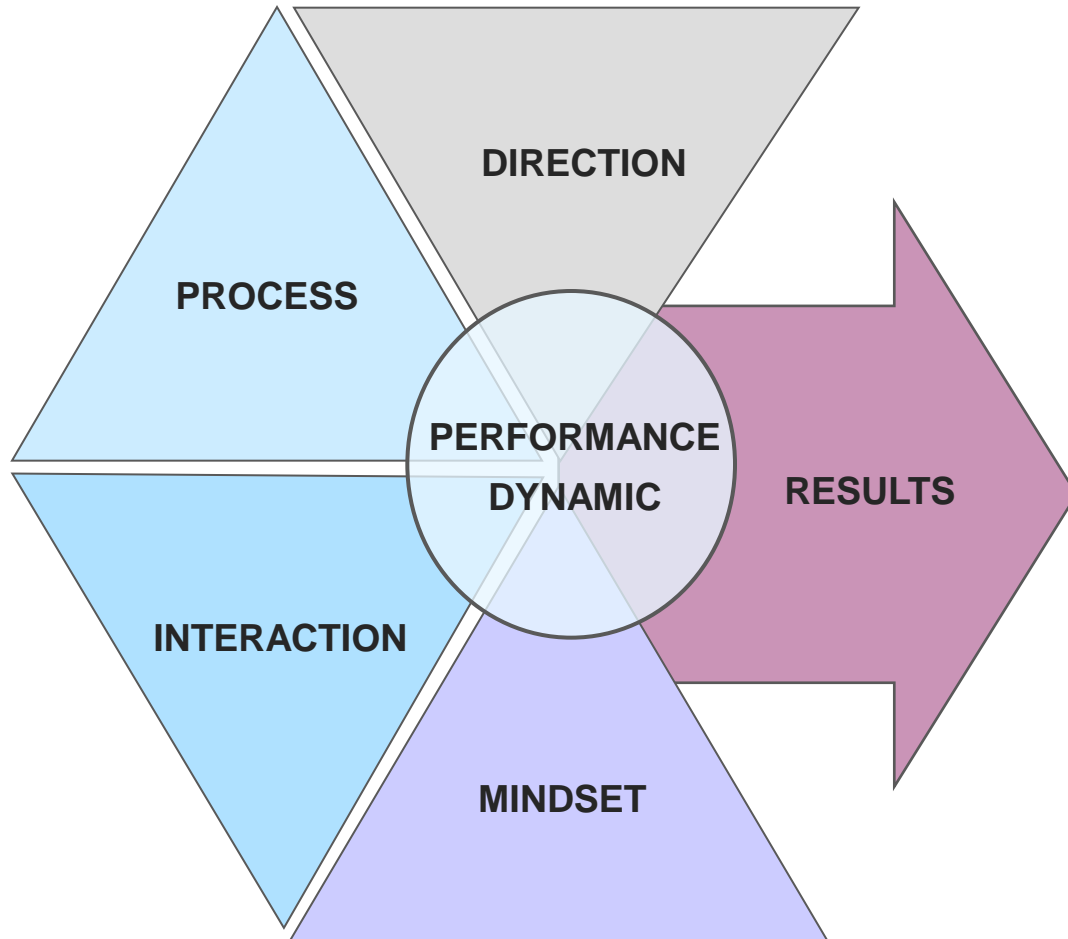 DIRECTION
PROCESS
PERFORMANCE
DYNAMIC
RESULTS
INTERACTION
MINDSET